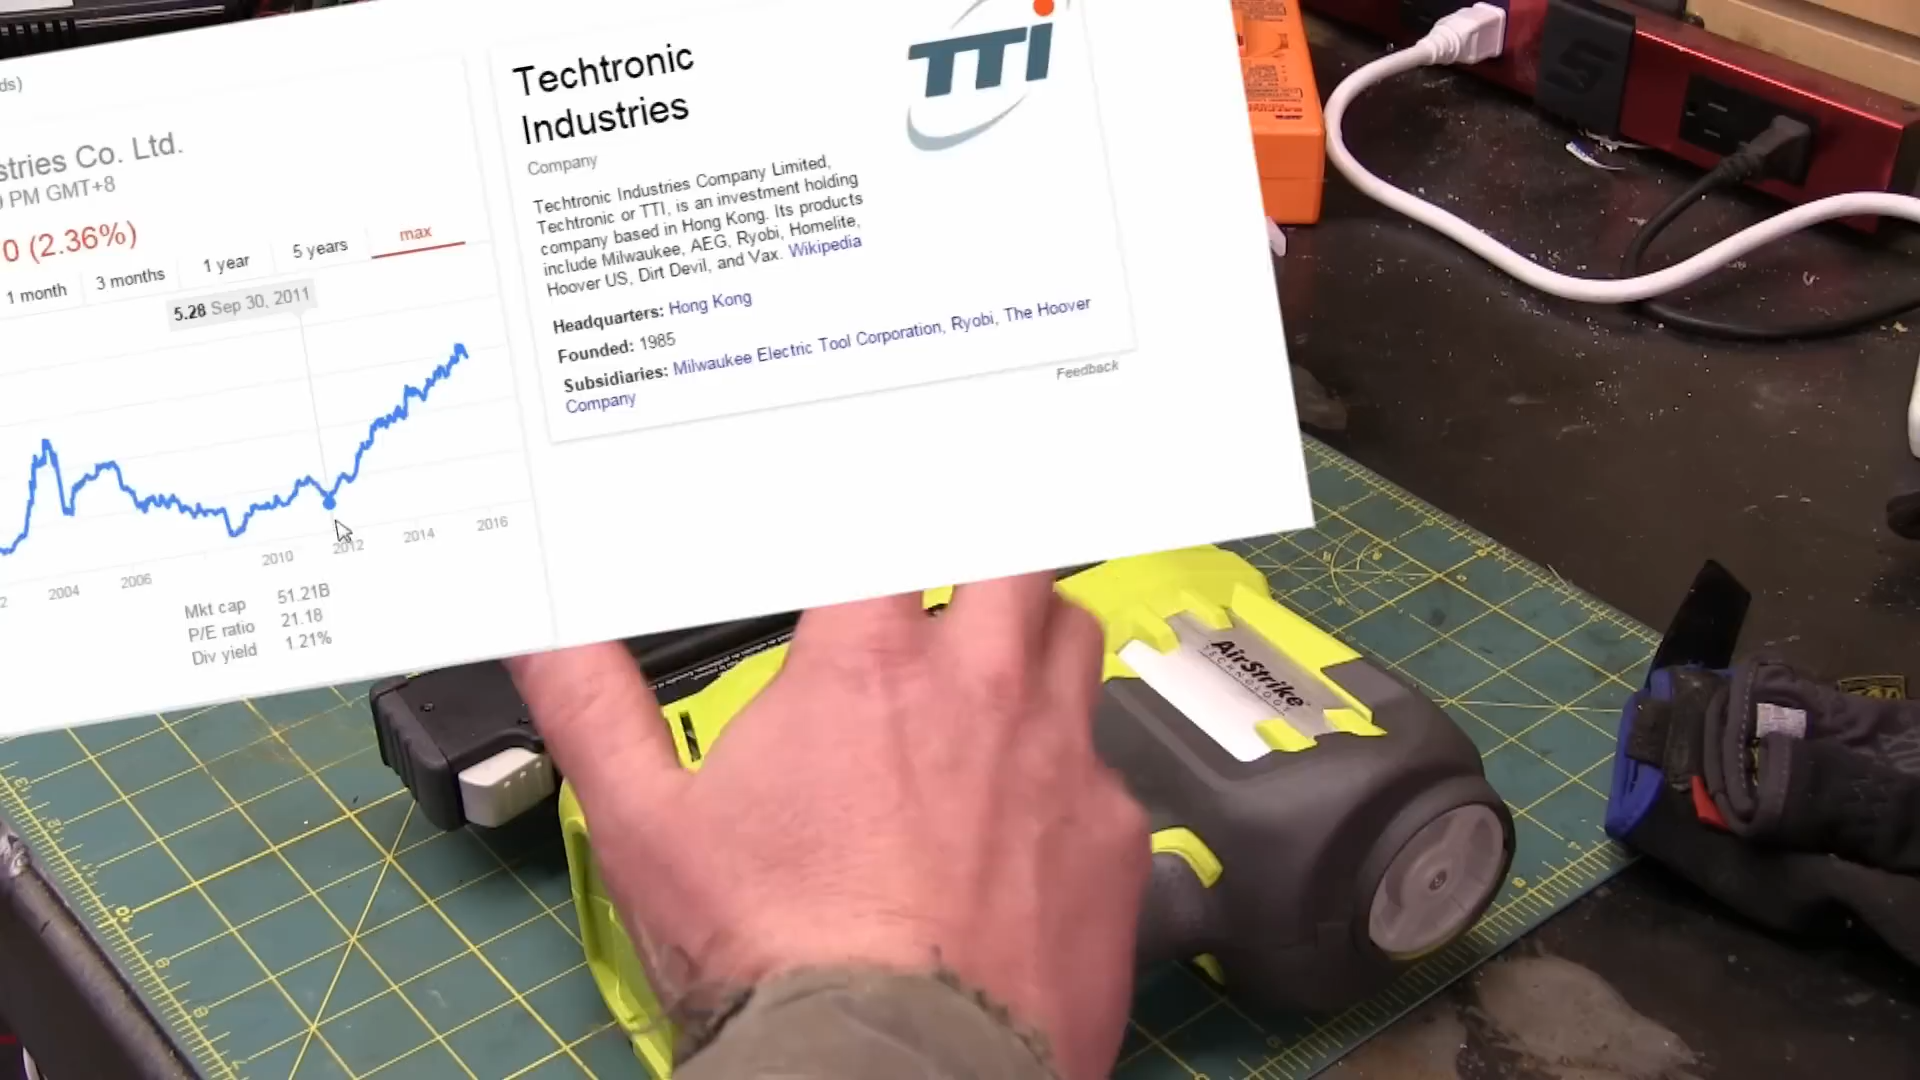 ds)
stries Co. Ltd.
PM GMT+8
0 (2.36%)
1 month
3 months
1 year
5 years
max
5.28 Sep 30, 2011
2
2004
2006
2010
2012
2014
2016
Mkt cap 51.21B
P/E ratio 21.18
Div yield 1.21%
Techtronic
Industries
Company
TTi
Techtronic Industries Company Limited,
Techtronic or TTI, is an investment holding
company based in Hong Kong. Its products
include Milwaukee, AEG, Ryobi, Homelite,
Hoover US, Dirt Devil, and Vax. Wikipedia
Headquarters: Hong Kong
Founded: 1985
Subsidiaries: Milwaukee Electric Tool Corporation, Ryobi, The Hoover
Company
Feedback
AirStrike
TECHNOLOGY